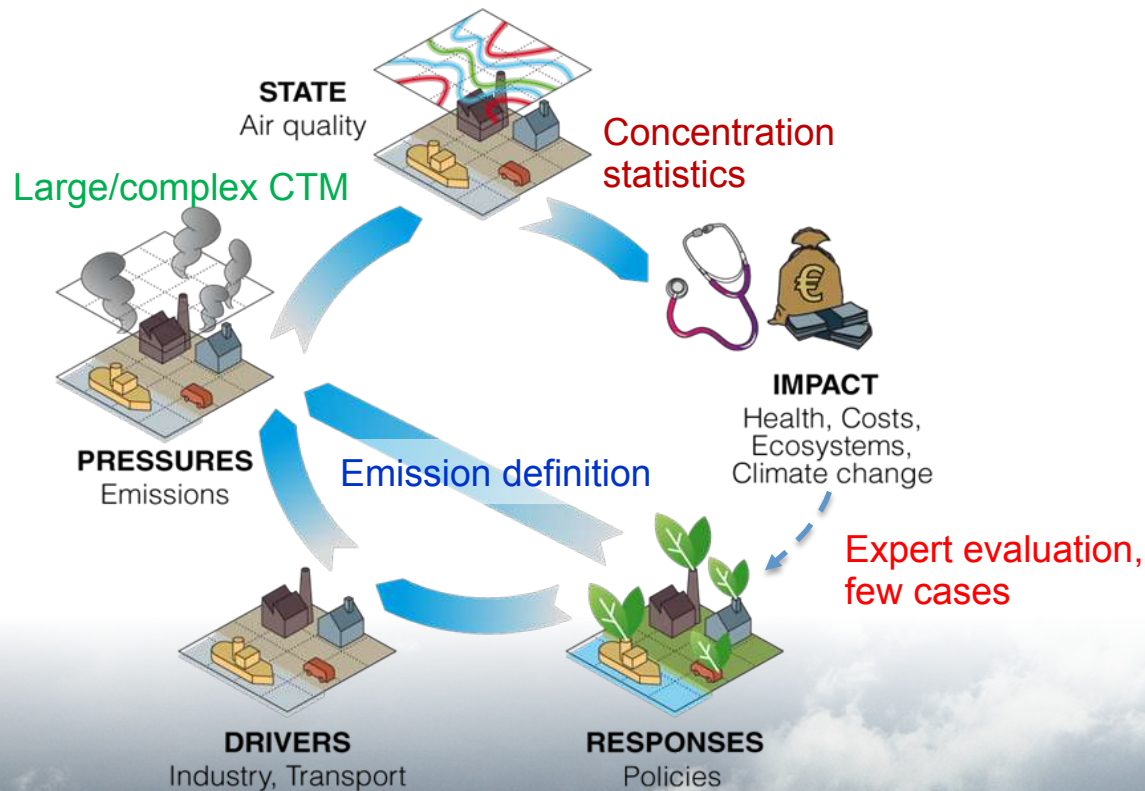 STATE
Air quality
Concentration
statistics
Large/complex CTM
€
IMPACT
Health, Costs,
Ecosystems,
Climate change
PRESSURES
Emissions
Emission definition
Expert evaluation,
few cases
DRIVERS
Industry, Transport
RESPONSES
Policies